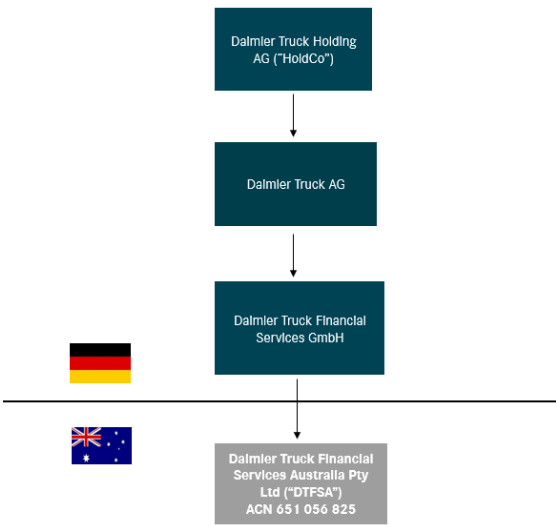 Daimler Truck Holding
AG ("HoldCo")
Daimler Truck AG
Daimler Truck Financial
Services GmbH
Daimler Truck Financial
Services Australia Pty
Ltd ("DTFSA")
ACN 651 056 825